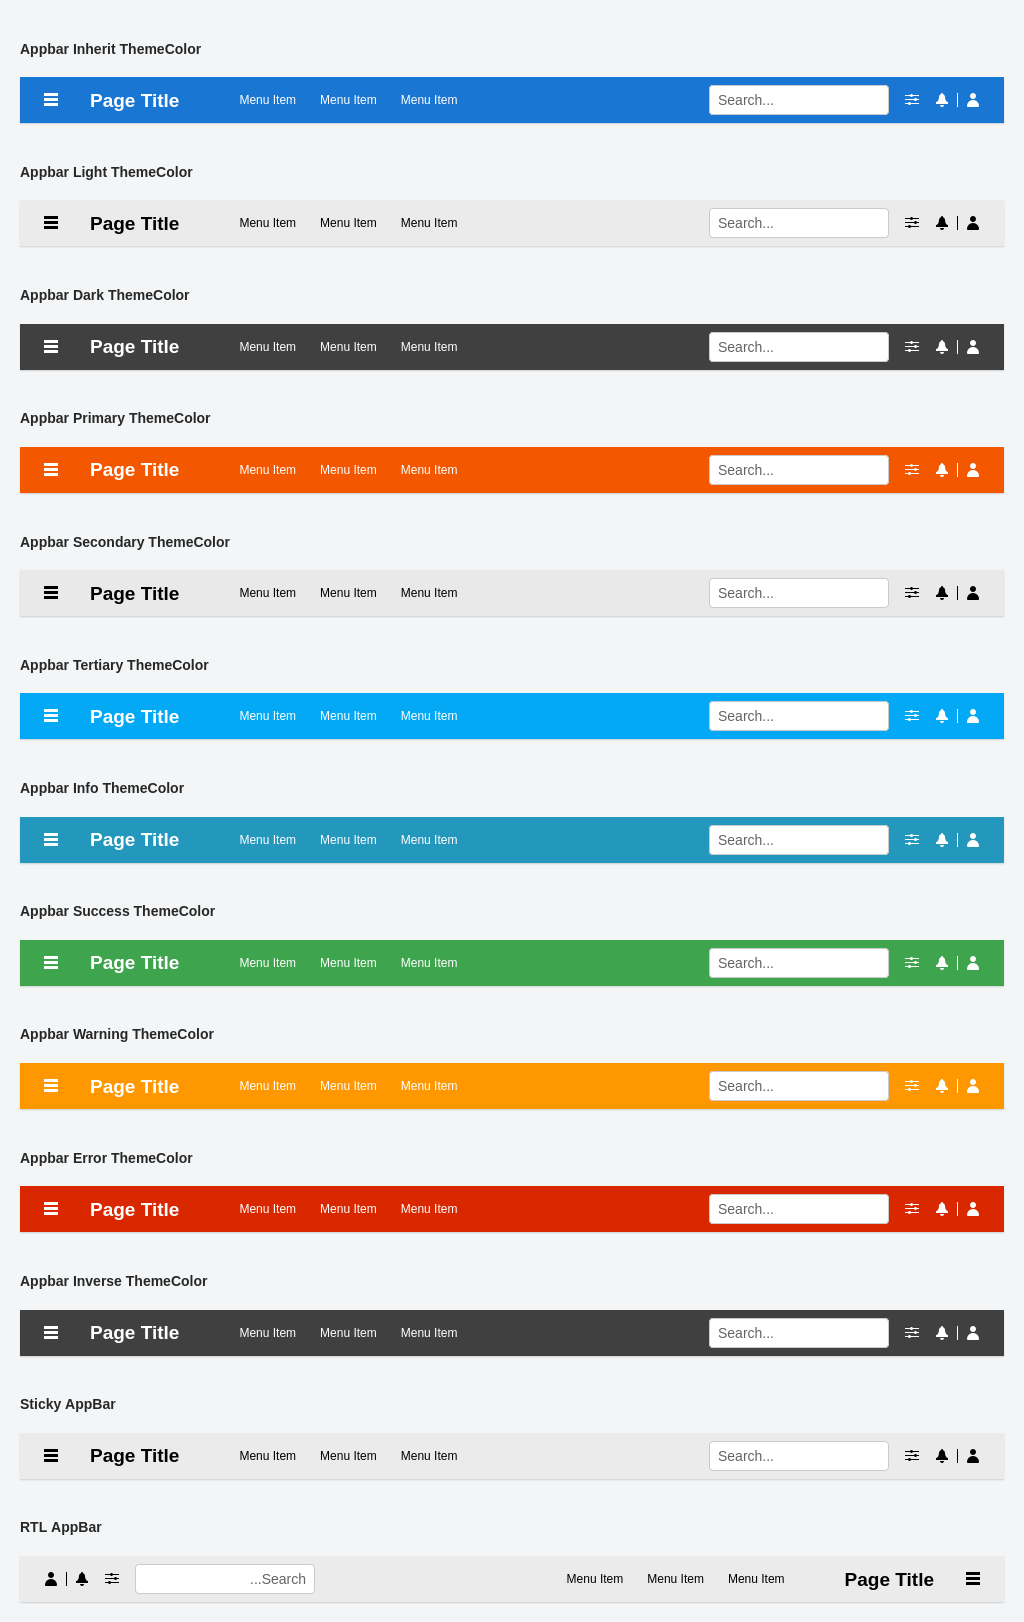 Appbar Inherit ThemeColor
Page Title Menu Item Menu Item Menu Item Search...
Appbar Light ThemeColor
Page Title Menu Item Menu Item Menu Item Search...
Appbar Dark ThemeColor
Page Title Menu Item Menu Item Menu Item Search...
Appbar Primary ThemeColor
Page Title Menu Item Menu Item Menu Item Search...
Appbar Secondary ThemeColor
Page Title Menu Item Menu Item Menu Item Search...
Appbar Tertiary ThemeColor
Page Title Menu Item Menu Item Menu Item Search...
Appbar Info ThemeColor
Page Title Menu Item Menu Item Menu Item Search...
Appbar Success ThemeColor
Page Title Menu Item Menu Item Menu Item Search...
Appbar Warning ThemeColor
Page Title Menu Item Menu Item Menu Item Search...
Appbar Error ThemeColor
Page Title Menu Item Menu Item Menu Item Search...
Appbar Inverse ThemeColor
Page Title Menu Item Menu Item Menu Item Search...
Sticky AppBar
Page Title Menu Item Menu Item Menu Item Search...
RTL AppBar
...Search Menu Item Menu Item Menu Item Page Title